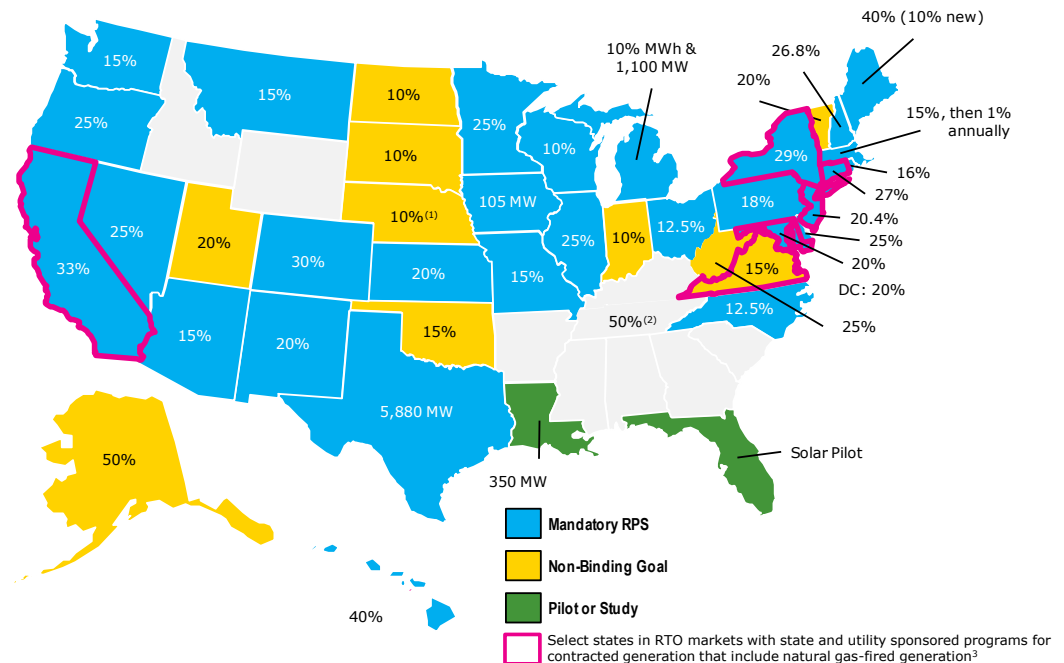 40% (10% new)
10% MWh &
1,100 MW
26.8%
20%
15%
15%
10%
25%
15%, then 1%
annually
25%
10%
10%
29%
16%
27%
10%(1)
105 MW
18%
20.4%
25%
20%
30%
20%
25%
10%
12.5%
25%
33%
15%
15%
20%
DC: 20%
15%
20%
15%
50%(2)
12.5%
25%
5,880 MW
50%
350 MW
Solar Pilot
40%
Mandatory RPS
Non-Binding Goal
Pilot or Study
Select states in RTO markets with state and utility sponsored programs for
contracted generation that include natural gas-fired generation3